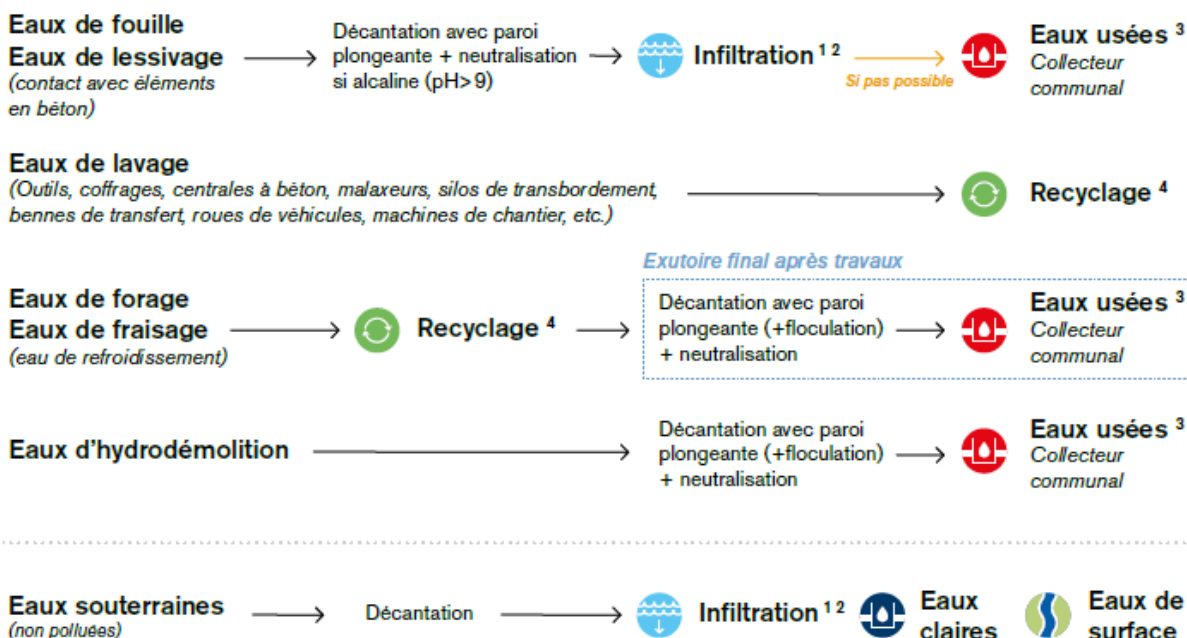 Eaux de fouille
Eaux de lessivage
(contact avec éléments
en béton)
Décantation avec paroi
plongeante + neutralisation
si alcaline (pH> 9)
Infiltration 1 2
Si pas possible
Eaux usées 3
Collecteur
communal
Eaux de lavage
(Outils, coffrages, centrales à béton, malaxeurs, silos de transbordement,
bennes de transfert, roues de véhicules, machines de chantier, etc.)
Recyclage 4
Exutoire final après travaux
Eaux de forage
Eaux de fraisage
(eau de refroidissement)
Recyclage 4
Décantation avec paroi
plongeante (+floculation)
+ neutralisation
Eaux usées 3
Collecteur
communal
Eaux d'hydrodémolition
Décantation avec paroi
plongeante (+floculation)
+ neutralisation
Eaux usées 3
Collecteur
communal
Eaux souterraines
(non polluées)
Décantation
Infiltration 1 2
Eaux
claires
Eaux de
surface